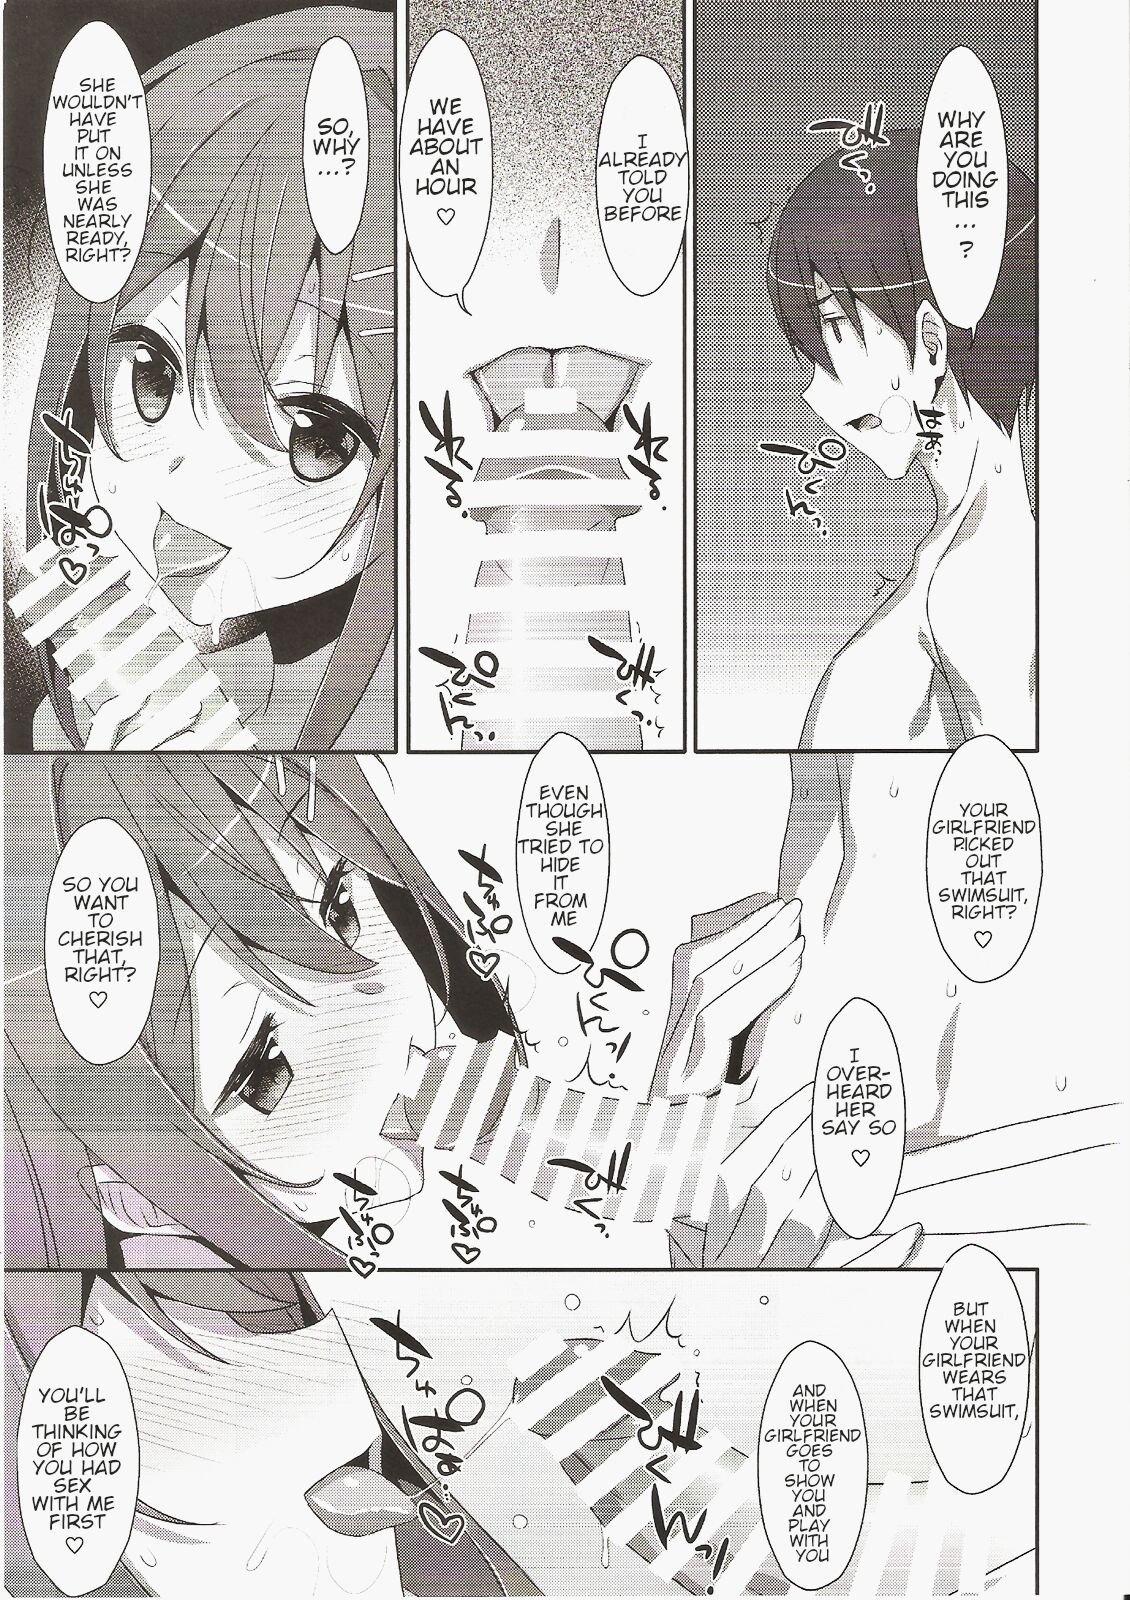 WHY
ARE
YOU
DOING
THIS
...
?
I
ALREADY
TOLD
YOU
BEFORE
WE
HAVE
ABOUT
AN
HOUR
♡
SO,
WHY
...?
SHE
WOULDN'T
HAVE
PUT
IT ON
UNLESS
SHE
WAS
NEARLY
READY,
RIGHT?
YOUR
GIRLFRIEND
PICKED
OUT
THAT
SWIMSUIT,
RIGHT?
♡
I
OVER-
HEARD
HER
SAY SO
♡
EVEN
THOUGH
SHE
TRIED TO
HIDE
IT
FROM
ME
SO YOU
WANT
TO
CHERISH
THAT,
RIGHT?
♡
BUT
WHEN
YOUR
GIRLFRIEND
WEARS
THAT
SWIMSUIT,
AND
WHEN
YOUR
GIRLFRIEND
GOES
TO
SHOW
YOU
AND
PLAY
WITH
YOU
YOU'LL
BE
THINKING
OF HOW
YOU HAD
SEX
WITH ME
FIRST
♡